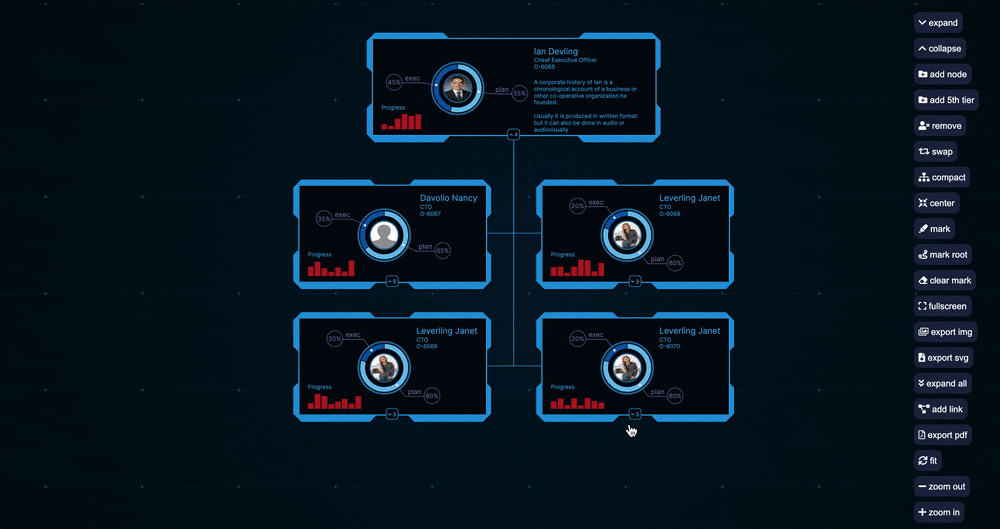 Ian Devling
Cheaf Executive Officer
O-6066
45%
exec
plan
55%
A corporate history of Ian is a
chronological account of a business or
other co-operative organization he
founded.
Usually it is produced in written format
but it can also be done in audio or
audiovisually
Progress
4
Davolio Nancy
CTO
O-6067
35%
exec
plan
65%
Progress
9
Leverling Janet
CTO
O-6068
20%
exec
plan
80%
Progress
3
Leverling Janet
CTO
O-6069
20%
exec
plan
80%
Progress
3
Leverling Janet
CTO
O-6070
20%
exec
plan
80%
Progress
3
expand
collapse
add node
add 5th tier
remove
swap
compact
center
mark
mark root
clear mark
fullscreen
export img
export svg
expand all
add link
export pdf
fit
zoom out
zoom in